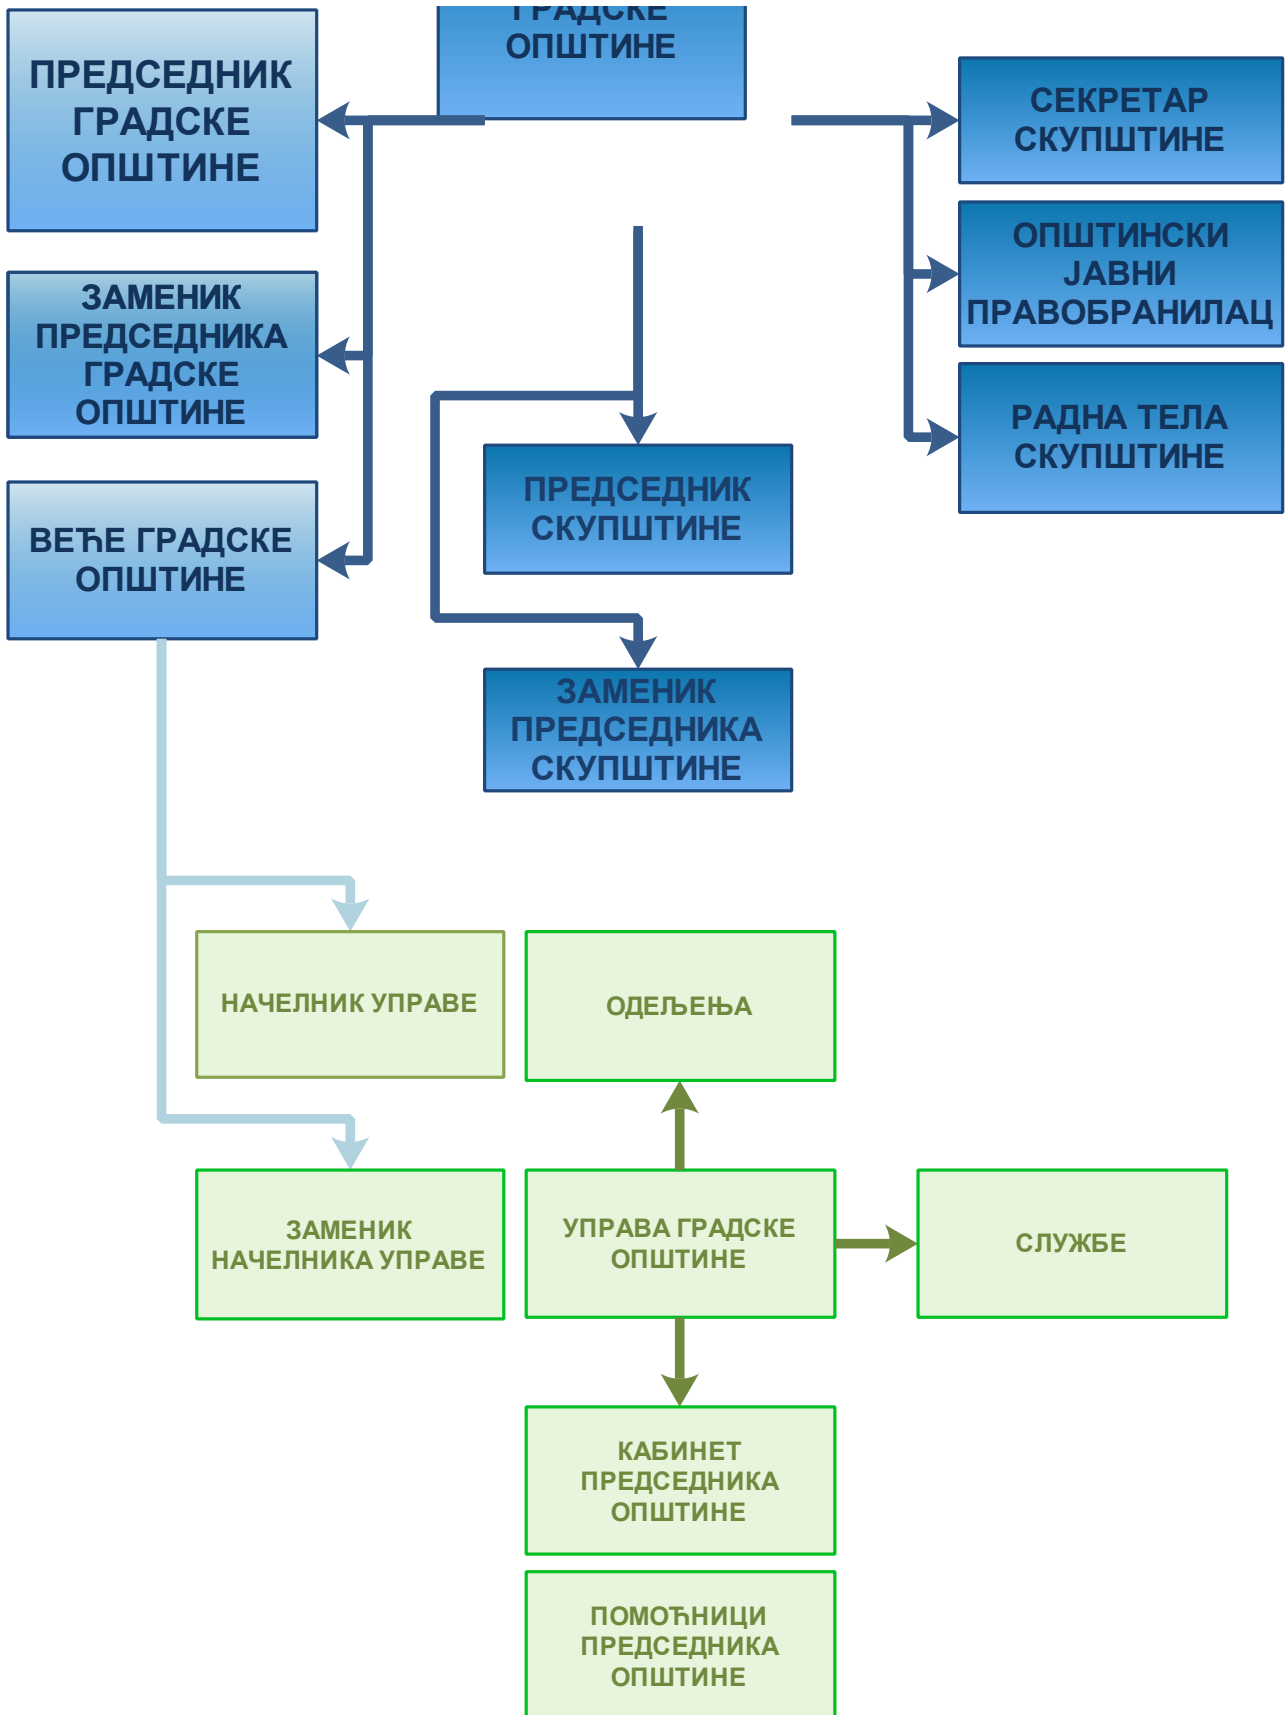 ГРАДСКЕ
ОПШТИНЕ
ПРЕДСЕДНИК
ГРАДСКЕ
ОПШТИНЕ
СЕКРЕТАР
СКУПШТИНЕ
ОПШТИНСКИ
ЈАВНИ
ПРАВОБРАНИЛАЦ
ЗАМЕНИК
ПРЕДСЕДНИКА
ГРАДСКЕ
ОПШТИНЕ
РАДНА ТЕЛА
СКУПШТИНЕ
ПРЕДСЕДНИК
СКУПШТИНЕ
ВЕЋЕ ГРАДСКЕ
ОПШТИНЕ
ЗАМЕНИК
ПРЕДСЕДНИКА
СКУПШТИНЕ
НАЧЕЛНИК УПРАВЕ
ОДЕЉЕЊА
ЗАМЕНИК
НАЧЕЛНИКА УПРАВЕ
УПРАВА ГРАДСКЕ
ОПШТИНЕ
СЛУЖБЕ
КАБИНЕТ
ПРЕДСЕДНИКА
ОПШТИНЕ
ПОМОЋНИЦИ
ПРЕДСЕДНИКА
ОПШТИНЕ